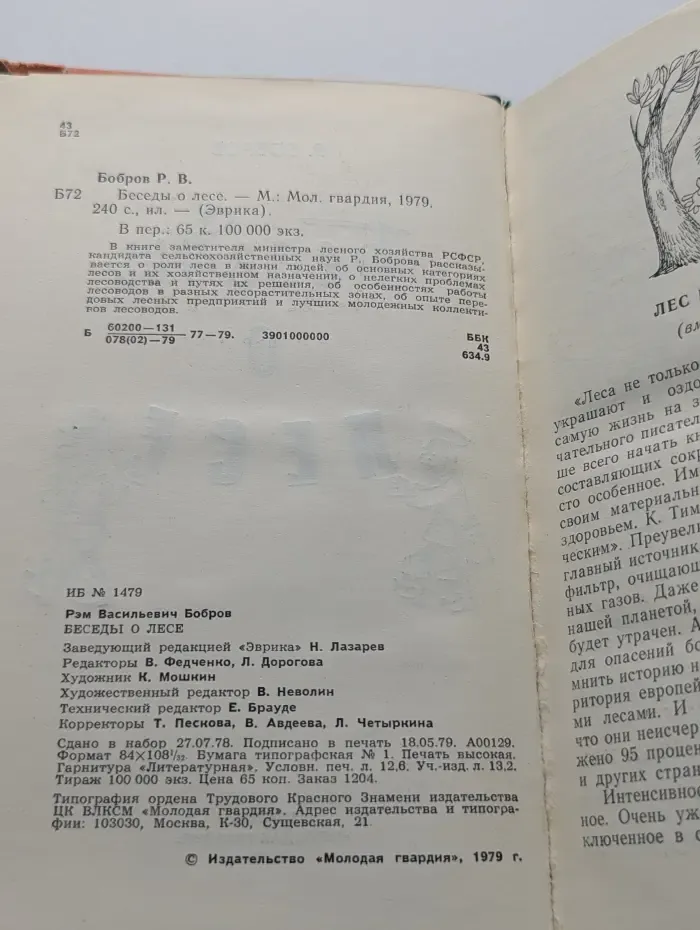 43
Б72
Бобров Р. В.
Б72 Беседы о лесе. — М.: Мол. гвардия, 1979.
240 с., ил. — (Эврика).
В пер.: 65 к. 100 000 экз.
В книге заместителя министра лесного хозяйства РСФСР,
кандидата сельскохозяйственных наук Р. Боброва рассказы-
вается о роли леса в жизни людей, об основных категориях
лесов и их хозяйственном назначении, о нелегких проблемах
лесоводства и путях их решения, об особенностях работы
лесоводов в разных лесорастительных зонах, об опыте пере-
довых лесных предприятий и лучших молодежных коллекти-
вов лесоводов.
Б 60200—131
078(02)—79 77—79. 3901000000
ББК
43
634.9
ИБ № 1479
Рэм Васильевич Бобров
БЕСЕДЫ О ЛЕСЕ
Заведующий редакцией «Эврика» Н. Лазарев
Редакторы В. Федченко, Л. Дорогова
Художник К. Мошкин
Художественный редактор В. Неволин
Технический редактор Е. Брауде
Корректоры Т. Пескова, В. Авдеева, Л. Четыркина
Сдано в набор 27.07.78. Подписано в печать 18.05.79. А00129.
Формат 84×108¹/₃₂. Бумага типографская № 1. Печать высокая.
Гарнитура «Литературная». Условн. печ. л. 12,6. Уч.-изд. л. 13,2.
Тираж 100 000 экз. Цена 65 коп. Заказ 1204.
Типография ордена Трудового Красного Знамени издательства
ЦК ВЛКСМ «Молодая гвардия». Адрес издательства и типогра-
фии: 103030, Москва, К-30, Сущевская, 21.
© Издательство «Молодая гвардия», 1979 г.
ЛЕС
«Леса не только
украшают и оздо
самую жизнь на з
чательного писател
ше всего начать кн
составляющих сокр
сто особенное. Им
своим материальн
здоровьем. К. Тим
ческим». Преувел
главный источник
фильтр, очищающ
ных газов. Даже
нашей планетой,
будет утрачен. А
для опасений бо
мнить историю н
ритория европей
ми лесами. И
что они неисчер
жено 95 процен
и других стран
Интенсивное
ное. Очень уж
ключенное в с